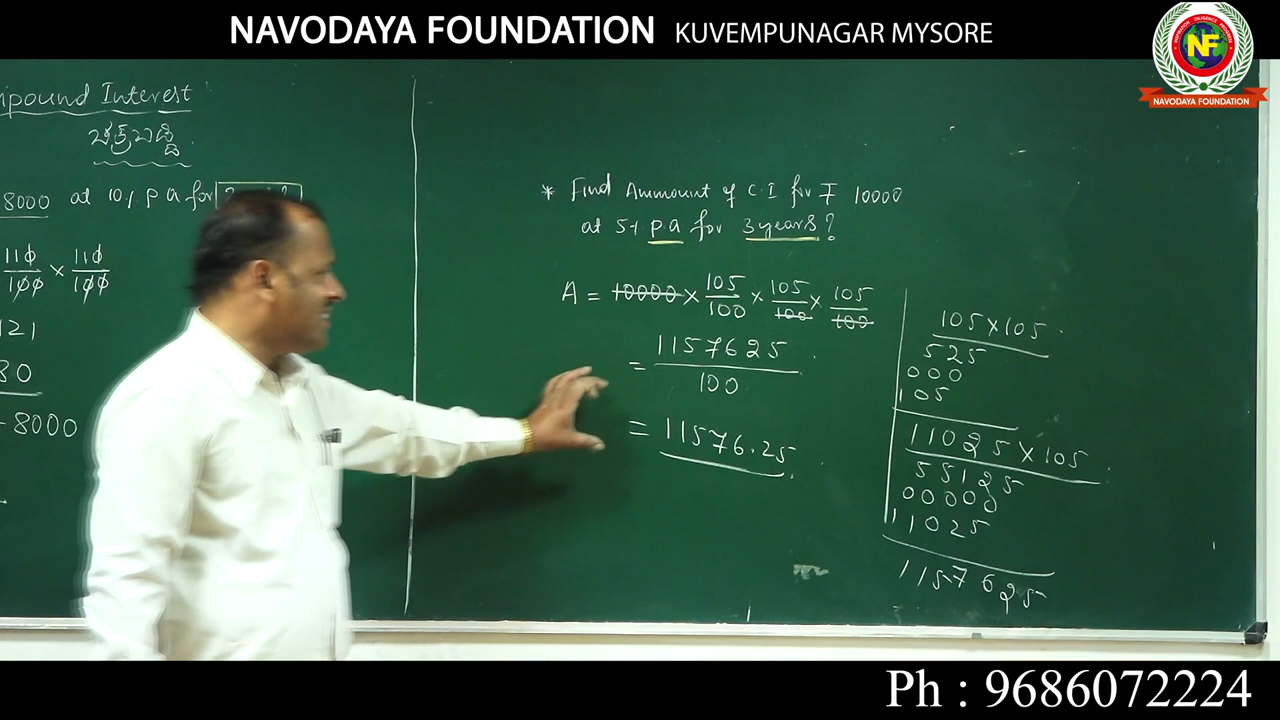 NAVODAYA FOUNDATION KUVEMPUNAGAR MYSORE
NF
NAVODAYA FOUNDATION
mpound Interest
ಚಕ್ರಬಡ್ಡಿ
8000 at 10% p a for
110/100 × 110/100
121
80
- 8000
* Find Ammount of C.I for ₹ 10000
at 5% p.a for 3 years?
A = 10000 × 105/100 × 105/100 × 105/100
= 1157625/100
= 11576.25
105×105
525
000
105
11025×105
55125
00000
11025
1157625
Ph : 9686072224